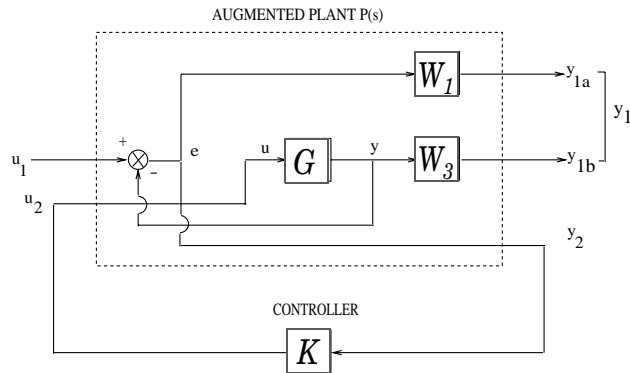 AUGMENTED PLANT P(s)
W1
y1a
y1
+
u1
-
e
u
G
y
W3
y1b
u2
y2
CONTROLLER
K